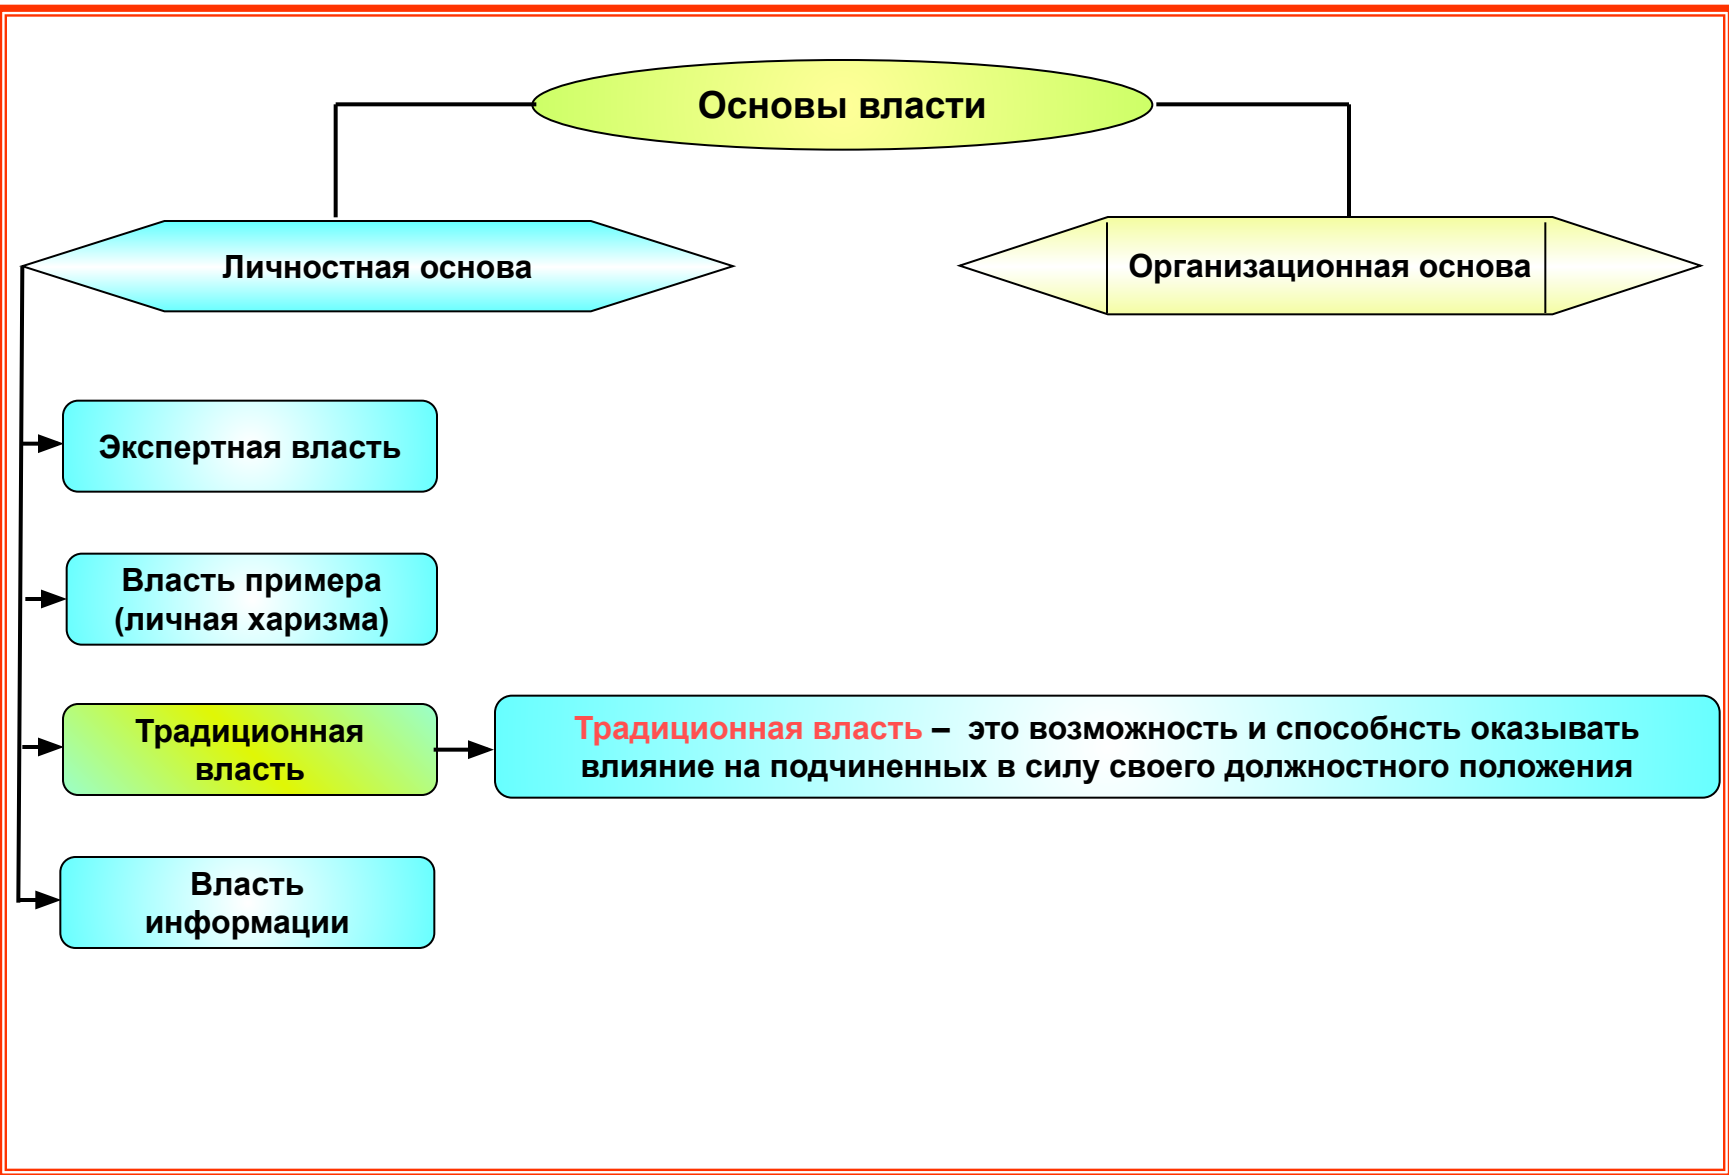 Основы власти
Личностная основа
Организационная основа
Экспертная власть
Власть примера
(личная харизма)
Традиционная
власть
Традиционная власть – это возможность и способнсть оказывать
влияние на подчиненных в силу своего должностного положения
Власть
информации